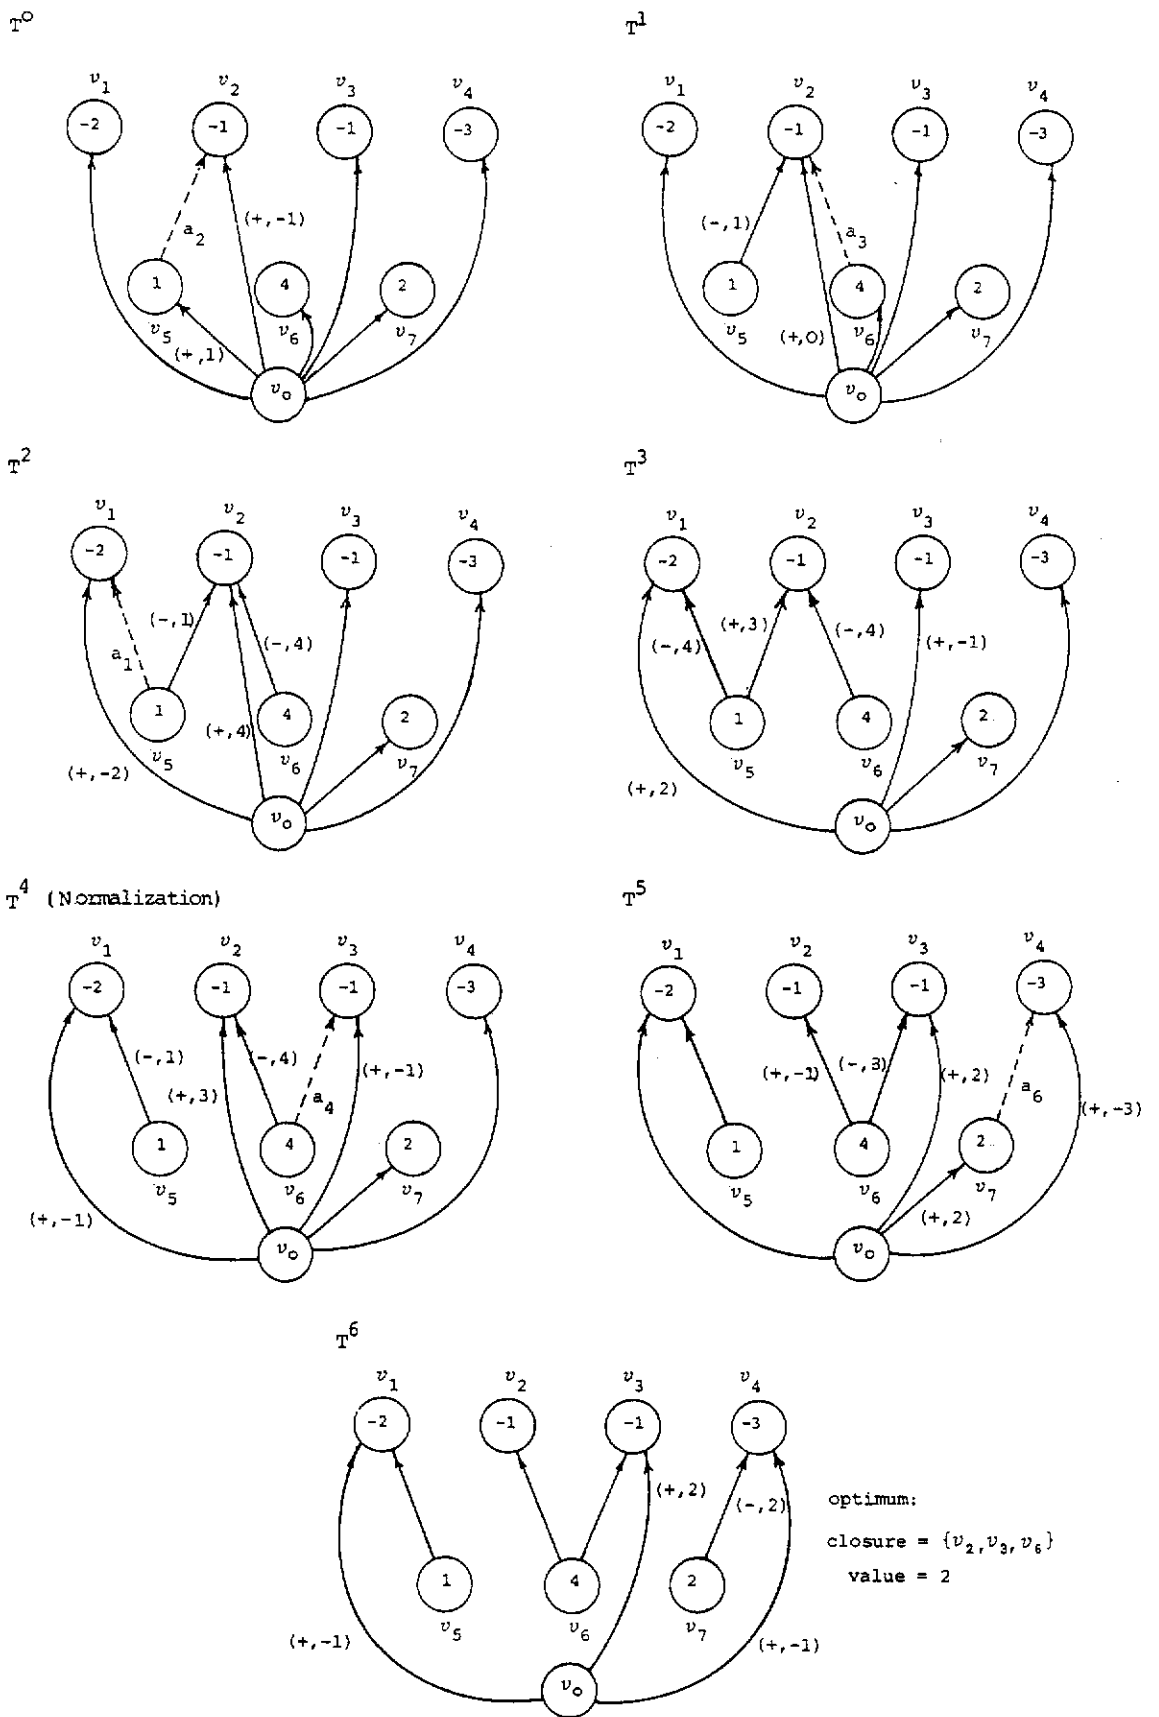 T⁰
v₁ v₂ v₃ v₄
-2 -1 -1 -3
(+,-1)
a₂
1 4 2
v₅ v₆ v₇
(+,1)
v₀
T¹
v₁ v₂ v₃ v₄
-2 -1 -1 -3
(-,1)
a₃
1 4 2
v₅ (+,0) v₆ v₇
v₀
T²
v₁ v₂ v₃ v₄
-2 -1 -1 -3
(-,1) (-,4)
a₁
1 4 2
v₅ (+,4) v₆ v₇
(+,-2)
v₀
T³
v₁ v₂ v₃ v₄
-2 -1 -1 -3
(-,4) (+,3) (-,4) (+,-1)
1 4 2
v₅ v₆ v₇
(+,2)
v₀
T⁴ (Normalization)
v₁ v₂ v₃ v₄
-2 -1 -1 -3
(-,1) (-,4) (+,-1)
(+,3) a₄
1 4 2
v₅ v₆ v₇
(+,-1)
v₀
T⁵
v₁ v₂ v₃ v₄
-2 -1 -1 -3
(+,-1) (-,3) (+,2) a₆ (+,-3)
1 4 2
v₅ v₆ v₇
(+,2)
v₀
T⁶
v₁ v₂ v₃ v₄
-2 -1 -1 -3
(+,2) (-,2)
optimum:
closure = {v₂,v₃,v₆}
value = 2
1 4 2
v₅ v₆ v₇
(+,-1) (+,-1)
v₀